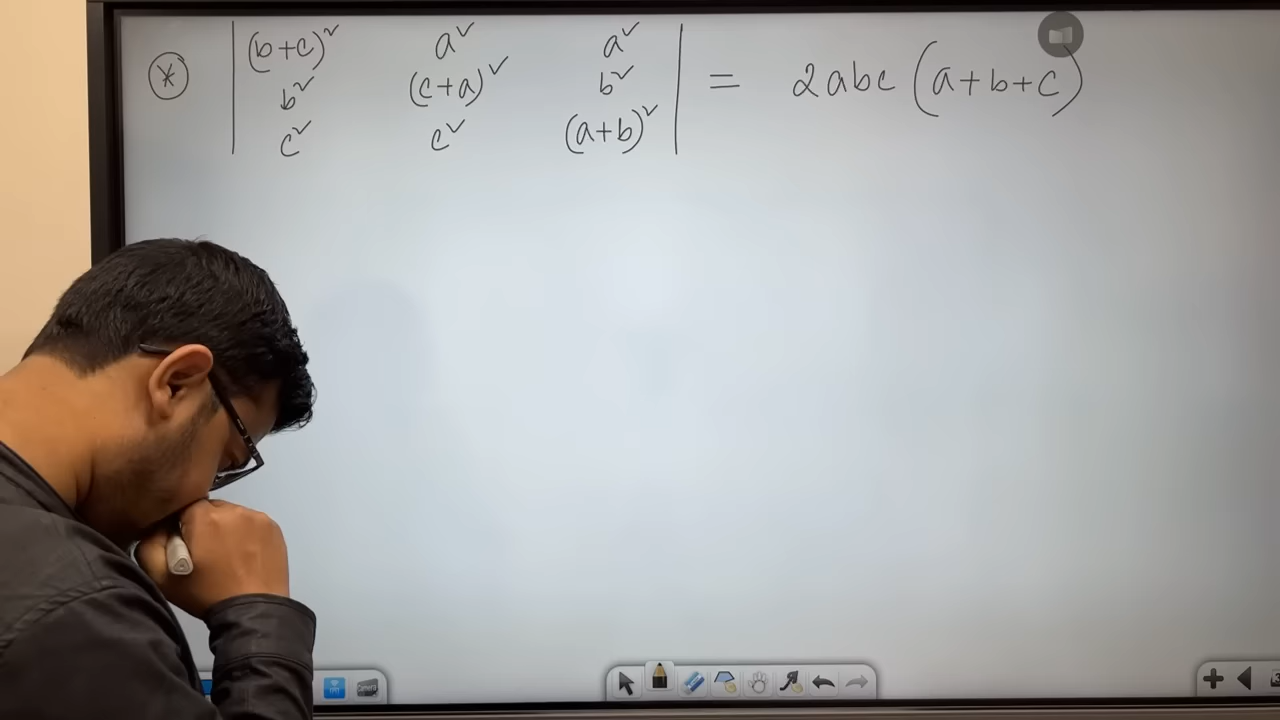 (*) | (b+c)² a² a² | = 2abc (a+b+c)
b² (c+a)² b²
c² c² (a+b)²